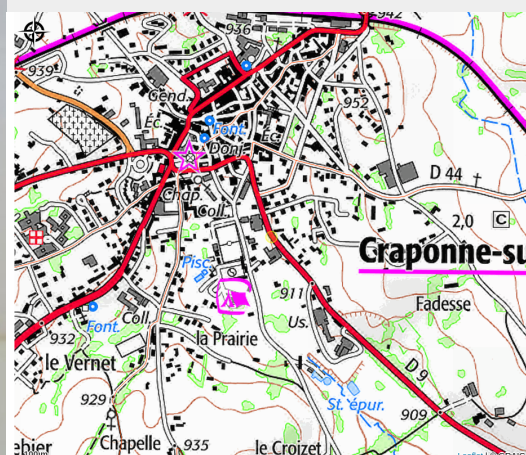 942
936
939
Gend.
952
Éc.
Font.
Éc.
Donj.
D 44
Chap.
Coll.
2,0
C
Craponne-su
Pisc.
911
Fadesse
Font.
Coll.
Us.
932
la Prairie
le Vernet
D 9
St. épur.
929
909
Chapelle
935
le Croizet